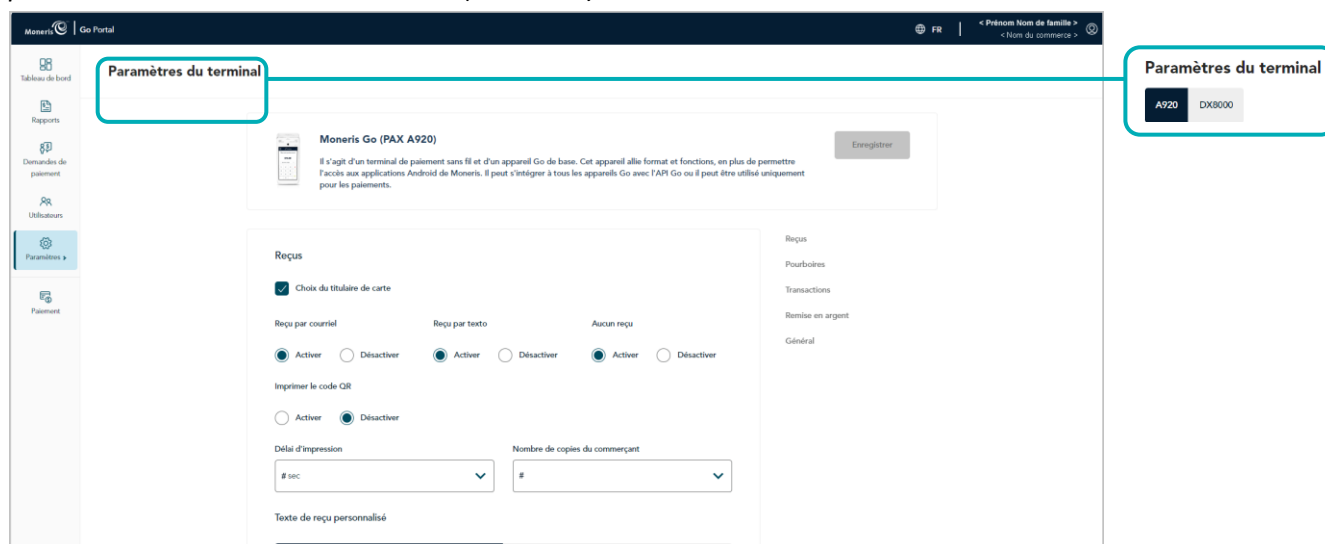 Moneris Go Portal
FR
< Prénom Nom de famille >
< Nom du commerce >
Tableau de bord
Rapports
Demandes de
paiement
Utilisateurs
Paramètres
Paiement
Paramètres du terminal
Moneris Go (PAX A920)
Il s'agit d'un terminal de paiement sans fil et d'un appareil Go de base. Cet appareil allie format et fonctions, en plus de permettre
l'accès aux applications Android de Moneris. Il peut s'intégrer à tous les appareils Go avec l'API Go ou il peut être utilisé uniquement
pour les paiements.
Enregistrer
Reçus
Choix du titulaire de carte
Reçu par courriel Reçu par texto Aucun reçu
Activer Désactiver Activer Désactiver Activer Désactiver
Imprimer le code QR
Activer Désactiver
Délai d'impression Nombre de copies du commerçant
# sec #
Texte de reçu personnalisé
Reçus
Pourboires
Transactions
Remise en argent
Général
Paramètres du terminal
A920 DX8000